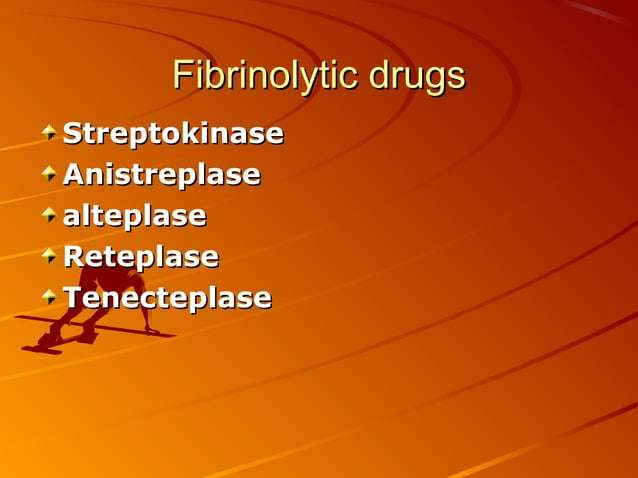 Fibrinolytic drugs
Streptokinase
Anistreplase
alteplase
Reteplase
Tenecteplase